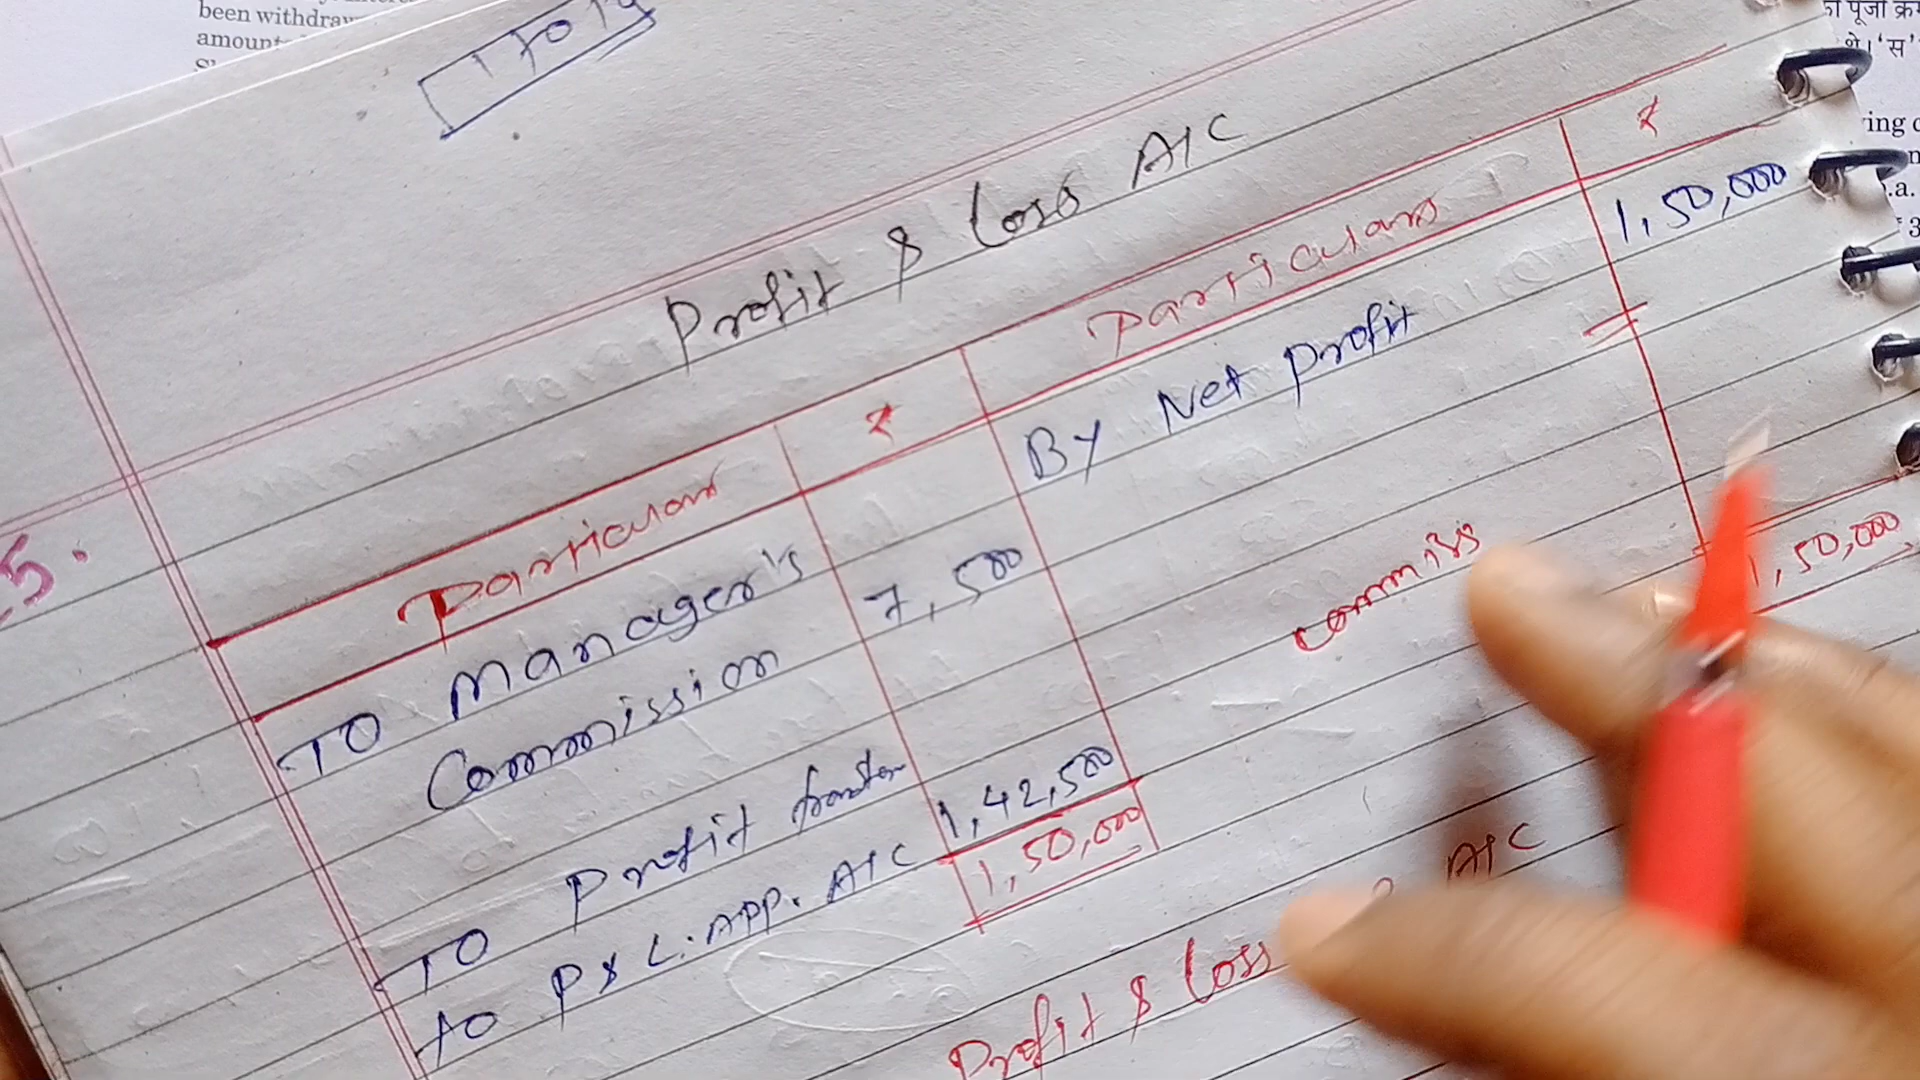 been withdraw
amount
Profit & Loss A/C
Particulars ₹ Particulars ₹
To Manager's Commission 7,500 By Net Profit 1,50,000
To Profit transfer
to P & L. App. A/C 1,42,500
1,50,000 1,50,000
commiss
Profit & Loss A/C
5.
की पूंजी
थे। 'स'
ing
.a.